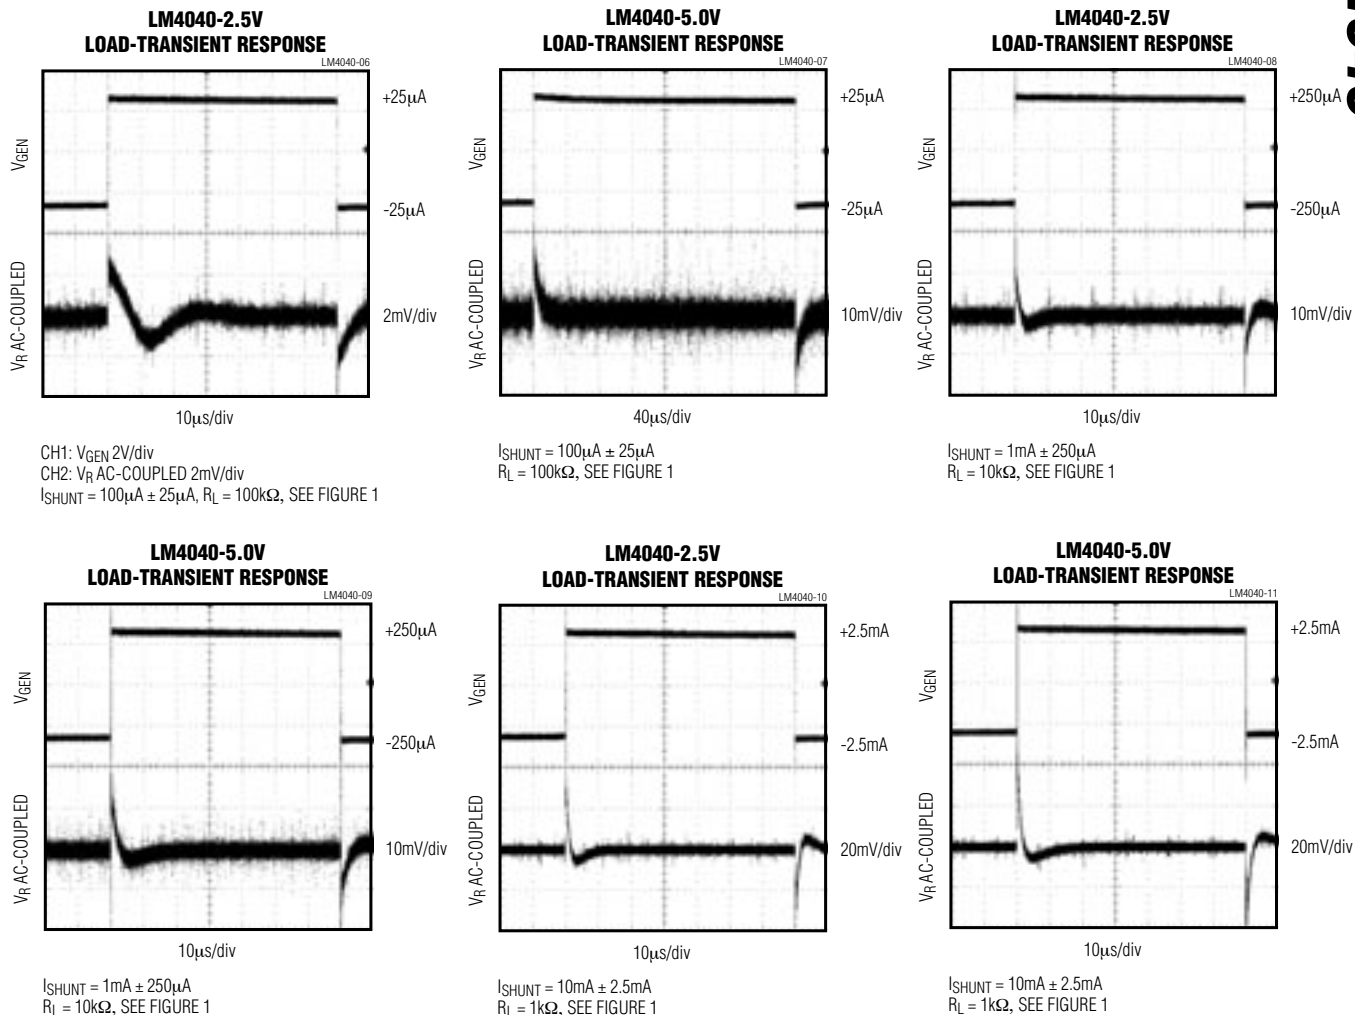 LM4040-2.5V
LOAD-TRANSIENT RESPONSE
LM4040-06
+25µA
VGEN
-25µA
VR AC-COUPLED
2mV/div
10µs/div
CH1: VGEN 2V/div
CH2: VR AC-COUPLED 2mV/div
ISHUNT = 100µA ± 25µA, RL = 100kΩ, SEE FIGURE 1
LM4040-5.0V
LOAD-TRANSIENT RESPONSE
LM4040-07
+25µA
VGEN
-25µA
VR AC-COUPLED
10mV/div
40µs/div
ISHUNT = 100µA ± 25µA
RL = 100kΩ, SEE FIGURE 1
LM4040-2.5V
LOAD-TRANSIENT RESPONSE
LM4040-08
+250µA
VGEN
-250µA
VR AC-COUPLED
10mV/div
10µs/div
ISHUNT = 1mA ± 250µA
RL = 10kΩ, SEE FIGURE 1
LM4040-5.0V
LOAD-TRANSIENT RESPONSE
LM4040-09
+250µA
VGEN
-250µA
VR AC-COUPLED
10mV/div
10µs/div
ISHUNT = 1mA ± 250µA
RL = 10kΩ, SEE FIGURE 1
LM4040-2.5V
LOAD-TRANSIENT RESPONSE
LM4040-10
+2.5mA
VGEN
-2.5mA
VR AC-COUPLED
20mV/div
10µs/div
ISHUNT = 10mA ± 2.5mA
RL = 1kΩ, SEE FIGURE 1
LM4040-5.0V
LOAD-TRANSIENT RESPONSE
LM4040-11
+2.5mA
VGEN
-2.5mA
VR AC-COUPLED
20mV/div
10µs/div
ISHUNT = 10mA ± 2.5mA
RL = 1kΩ, SEE FIGURE 1